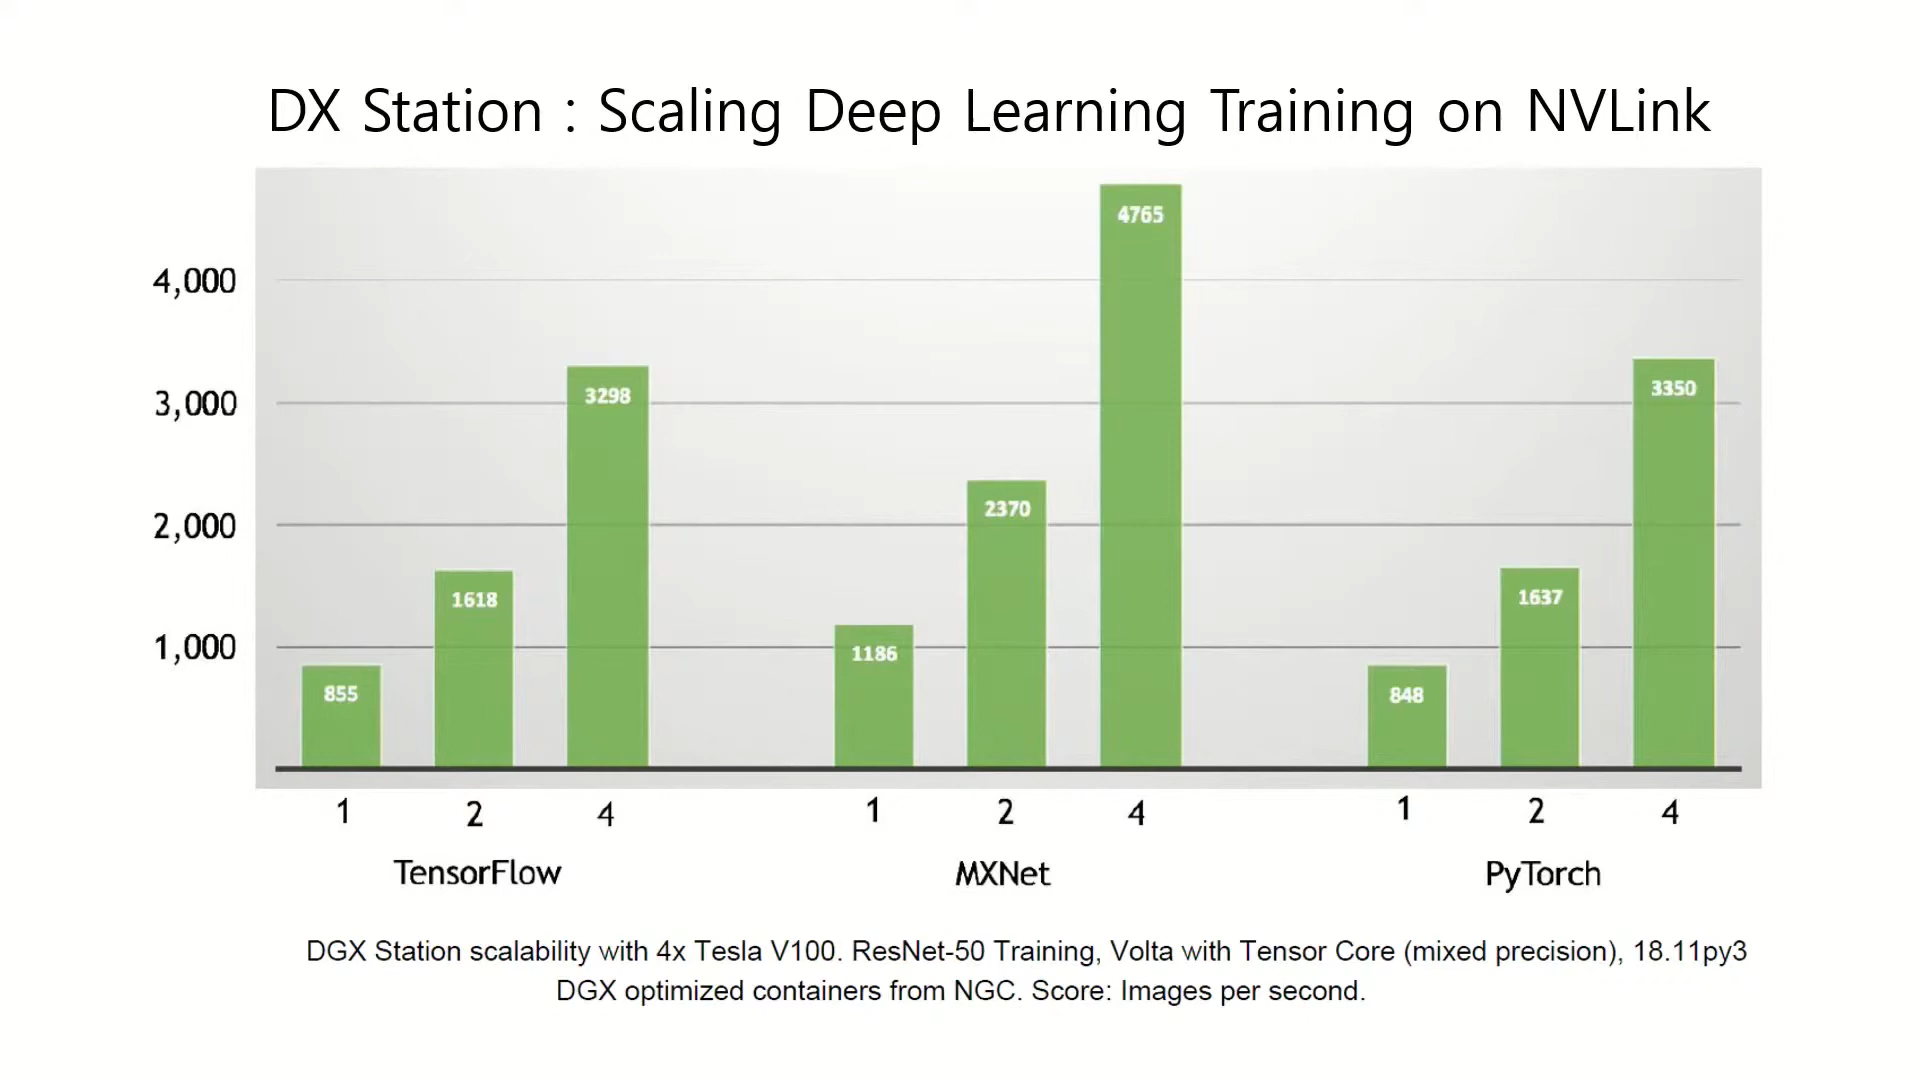 DX Station : Scaling Deep Learning Training on NVLink
4765
4,000
3298
3350
3,000
2370
2,000
1618
1637
1186
1,000
855
848
1 2 4 1 2 4 1 2 4
TensorFlow MXNet PyTorch
DGX Station scalability with 4x Tesla V100. ResNet-50 Training, Volta with Tensor Core (mixed precision), 18.11py3
DGX optimized containers from NGC. Score: Images per second.